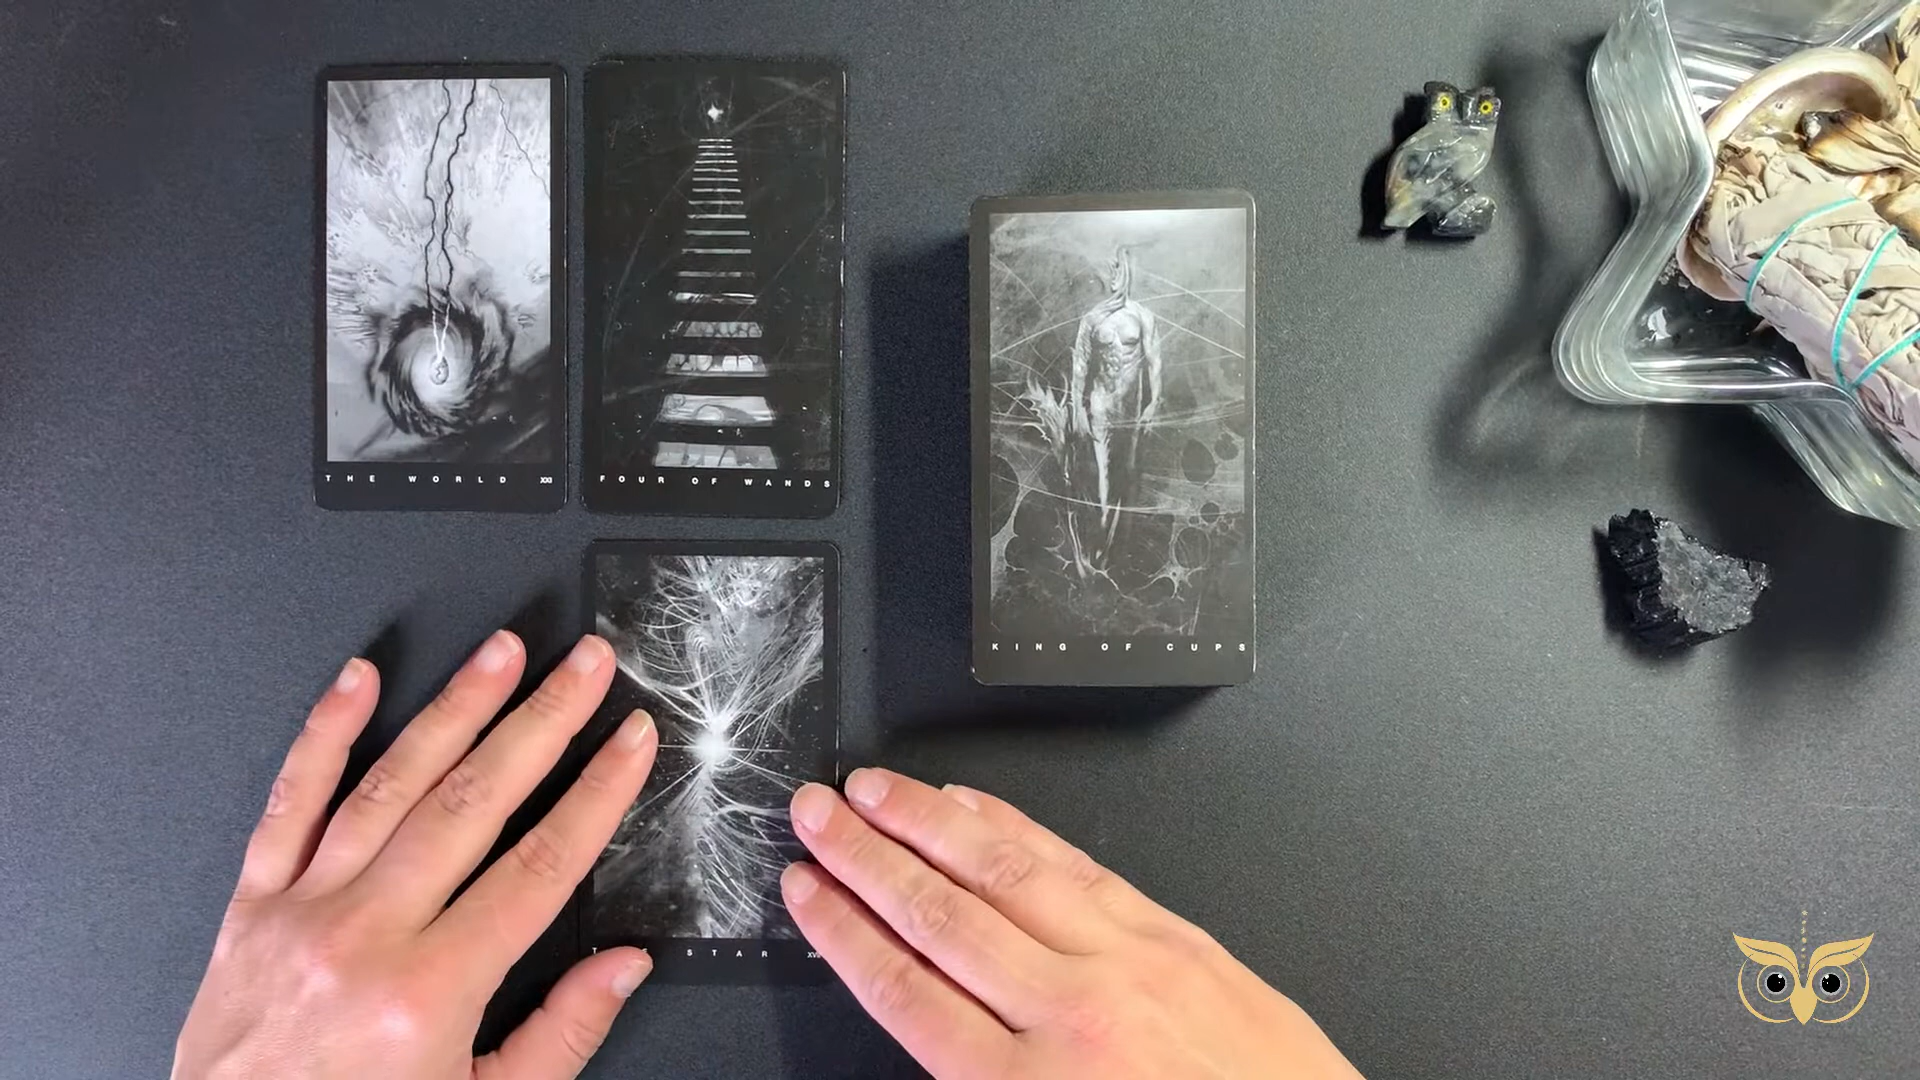 THE WORLD XXI
FOUR OF WANDS
KING OF CUPS
STAR XVII